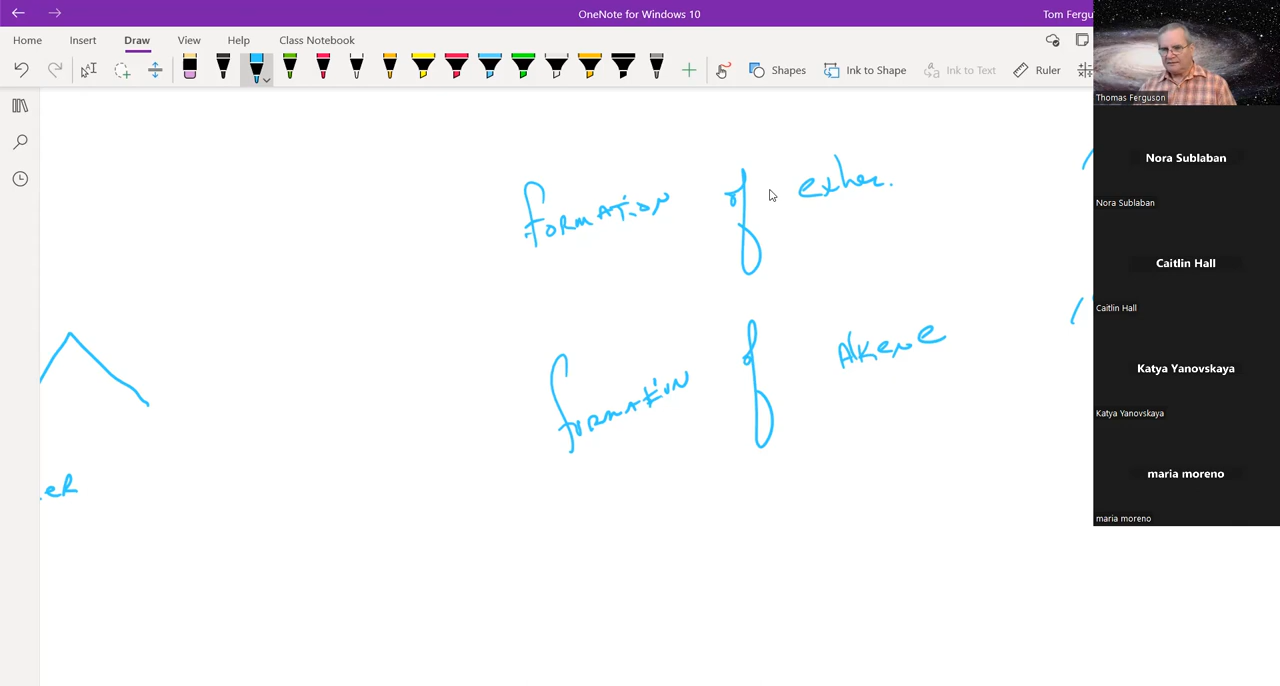 OneNote for Windows 10
Tom Fergu
Home Insert Draw View Help Class Notebook
Shapes Ink to Shape Ink to Text Ruler
Thomas Ferguson
Nora Sublaban
Nora Sublaban
Caitlin Hall
Caitlin Hall
Katya Yanovskaya
Katya Yanovskaya
maria moreno
maria moreno
formation of
formation of Alkene
eR